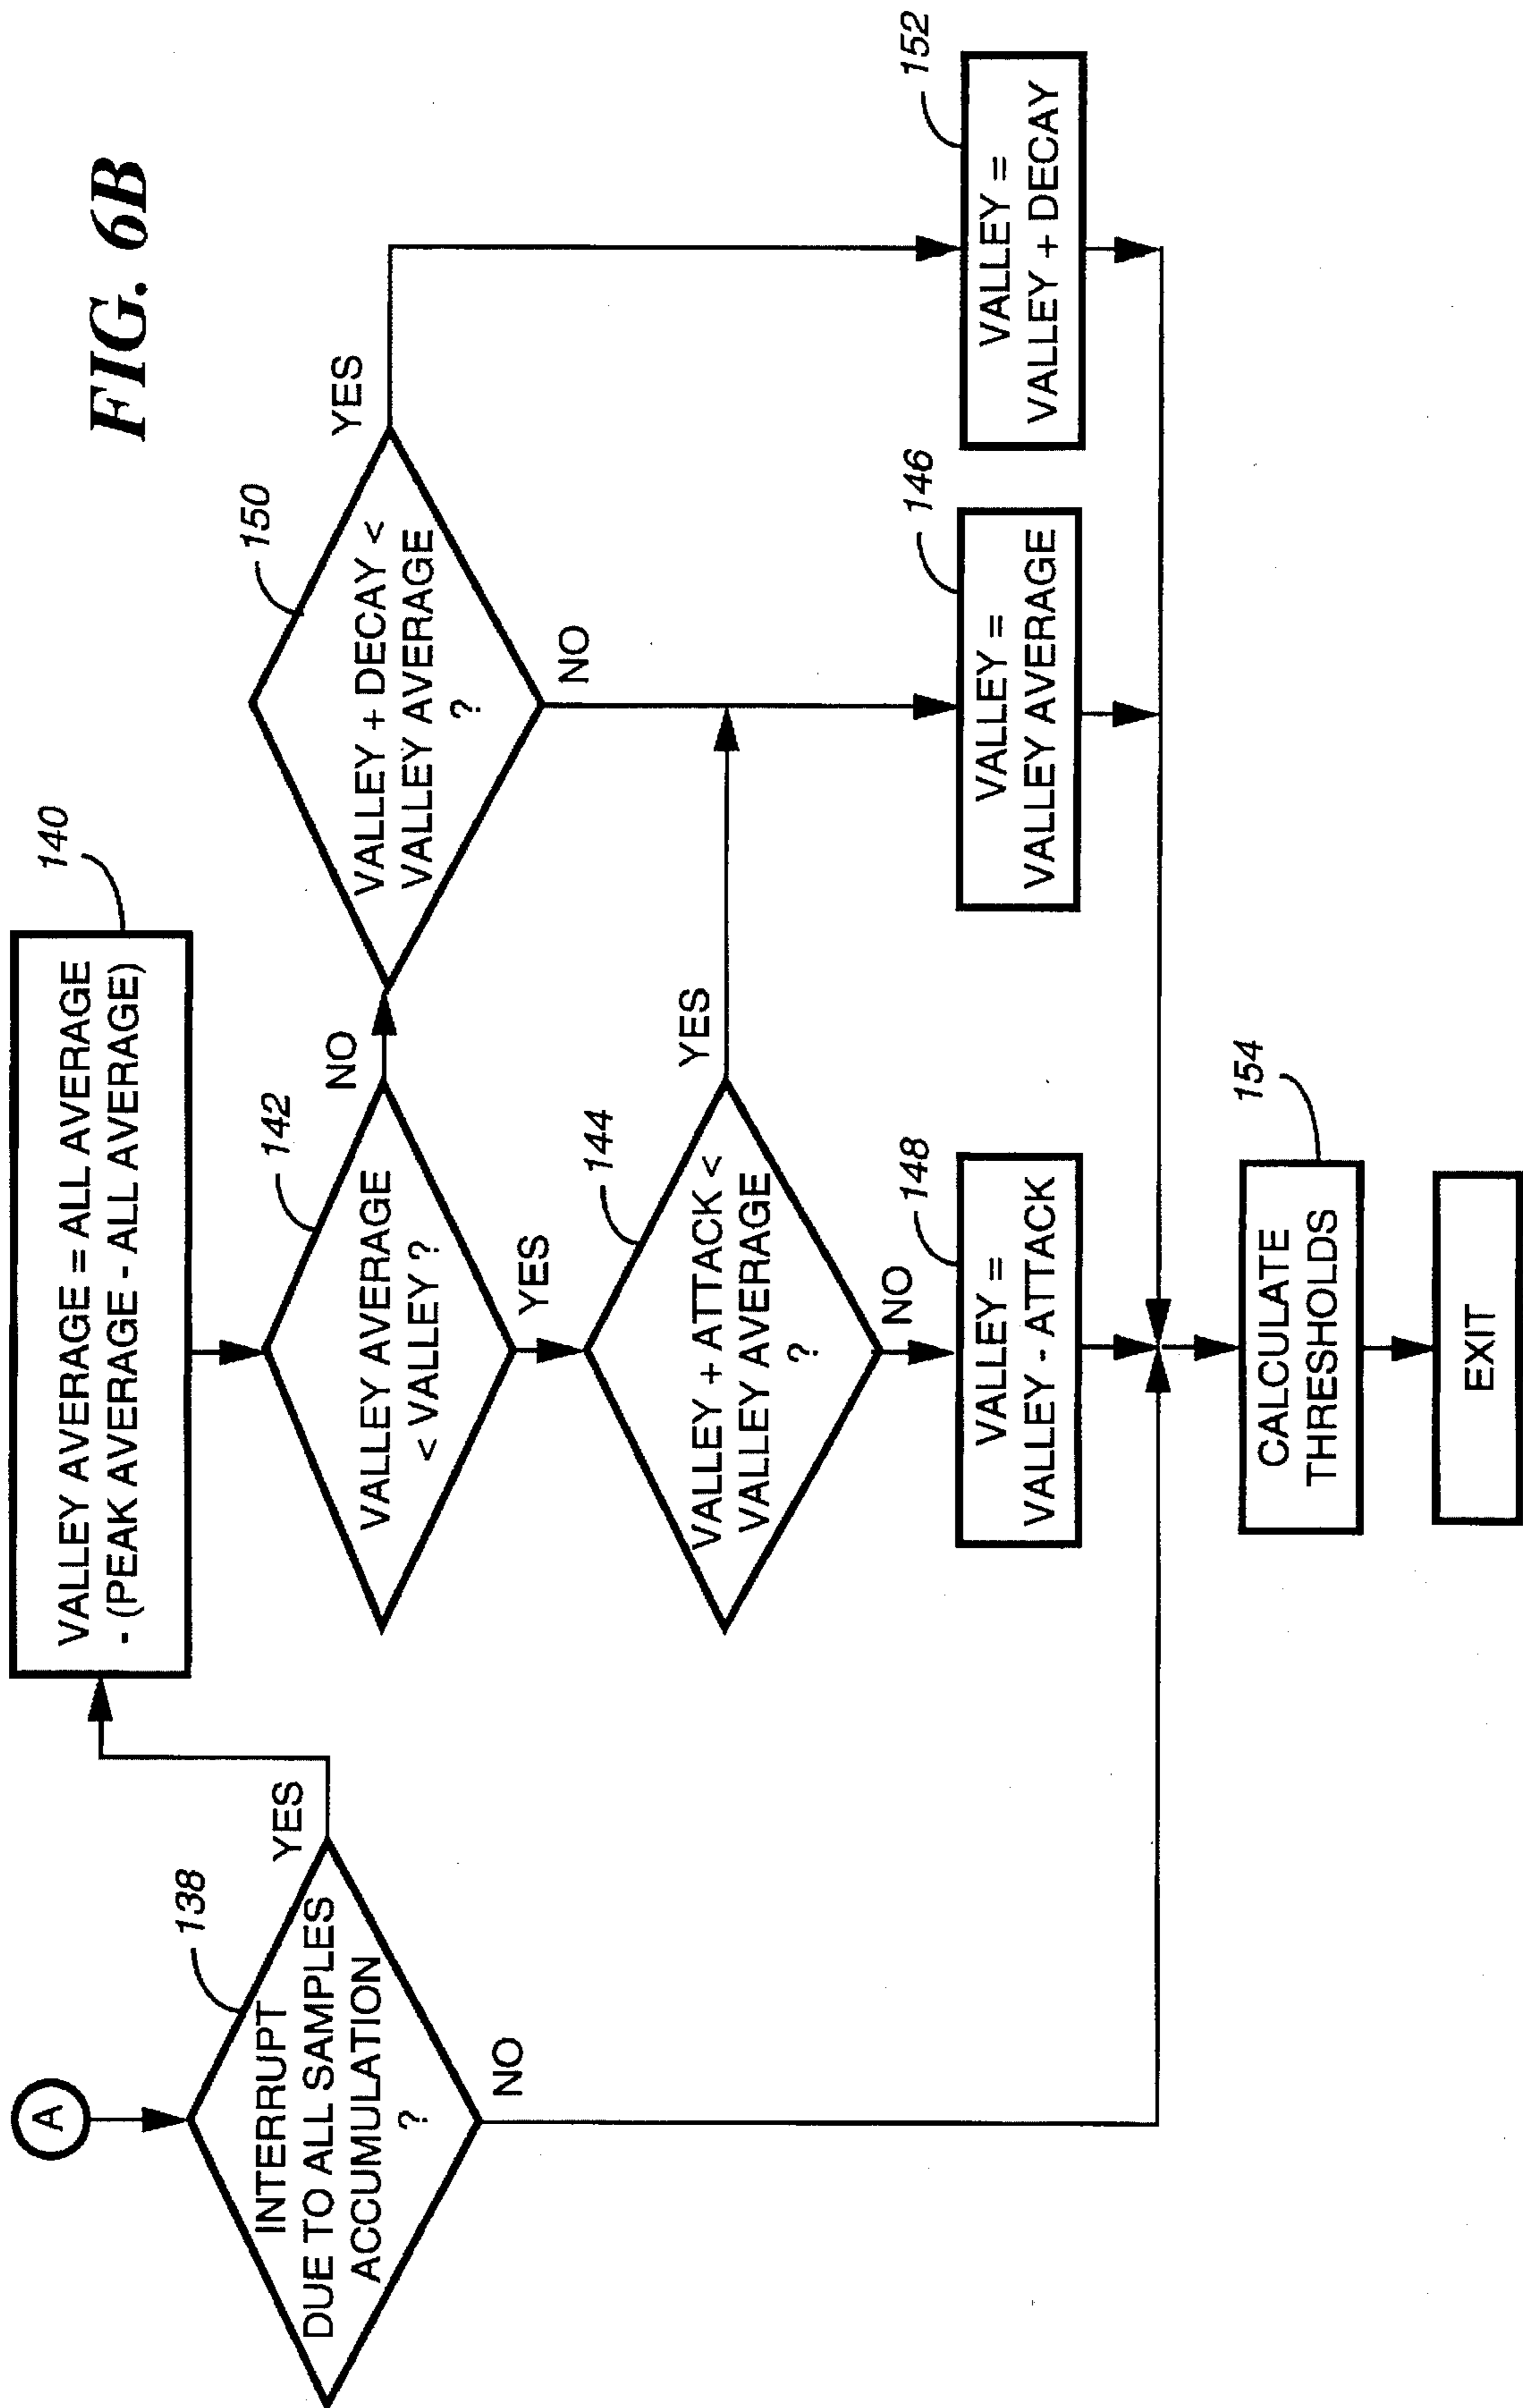 FIG. 6B
A
138
INTERRUPT
DUE TO ALL SAMPLES
ACCUMULATION
?
YES
NO
140
VALLEY AVERAGE = ALL AVERAGE
- (PEAK AVERAGE - ALL AVERAGE)
142
VALLEY AVERAGE
< VALLEY ?
NO
YES
150
VALLEY + DECAY <
VALLEY AVERAGE
?
YES
NO
144
VALLEY + ATTACK <
VALLEY AVERAGE
?
YES
NO
148
VALLEY =
VALLEY - ATTACK
146
VALLEY =
VALLEY AVERAGE
152
VALLEY =
VALLEY + DECAY
154
CALCULATE
THRESHOLDS
EXIT